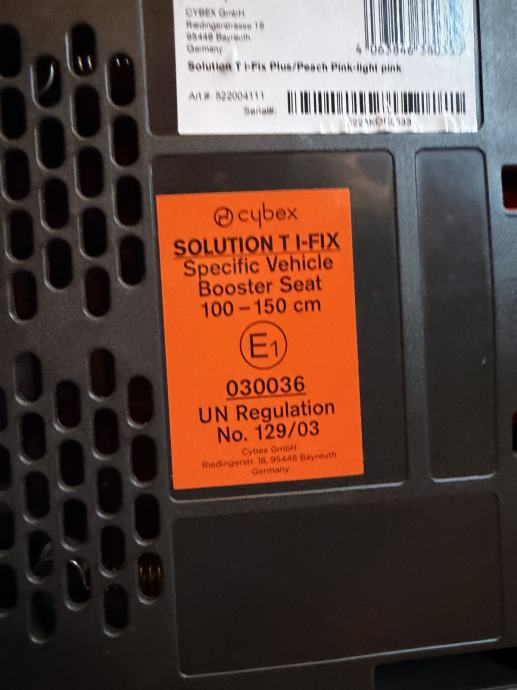 CYBEX GmbH
Riedingerstrasse 18
95448 Bayreuth
Germany
Solution T i-Fix Plus/Peach Pink-light pink
Art.#: 522004111
Serial#:
cybex
SOLUTION T I-FIX
Specific Vehicle
Booster Seat
100 – 150 cm
E1
030036
UN Regulation
No. 129/03
Cybex GmbH
Riedingerstr. 18, 95448 Bayreuth
Germany